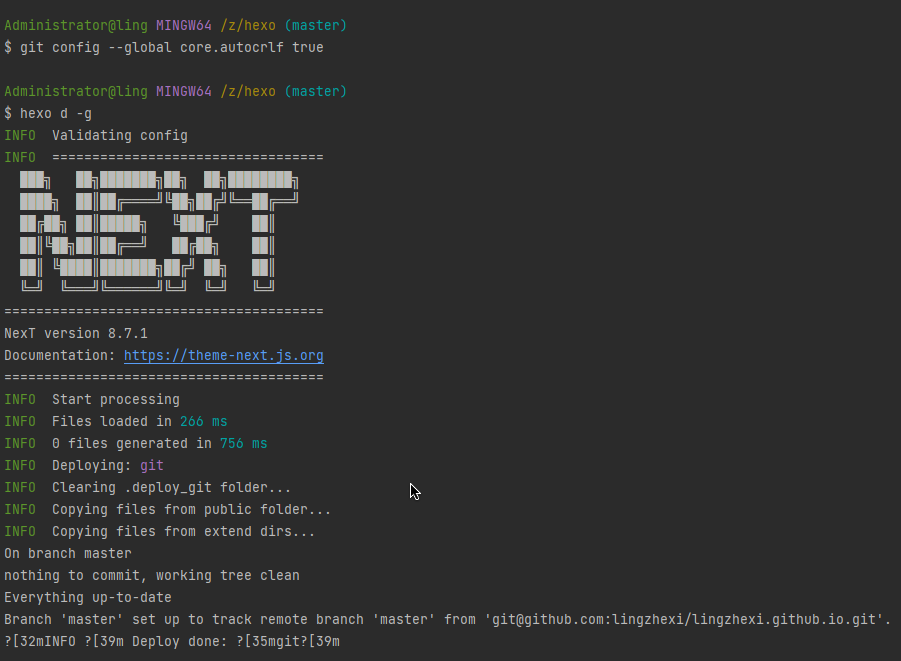 Administrator@ling MINGW64 /z/hexo (master)
$ git config --global core.autocrlf true
Administrator@ling MINGW64 /z/hexo (master)
$ hexo d -g
INFO  Validating config
INFO  ==================================
NEXT
========================================
NexT version 8.7.1
Documentation: https://theme-next.js.org
========================================
INFO  Start processing
INFO  Files loaded in 266 ms
INFO  0 files generated in 756 ms
INFO  Deploying: git
INFO  Clearing .deploy_git folder...
INFO  Copying files from public folder...
INFO  Copying files from extend dirs...
On branch master
nothing to commit, working tree clean
Everything up-to-date
Branch 'master' set up to track remote branch 'master' from 'git@github.com:lingzhexi/lingzhexi.github.io.git'.
?[32mINFO ?[39m Deploy done: ?[35mgit?[39m